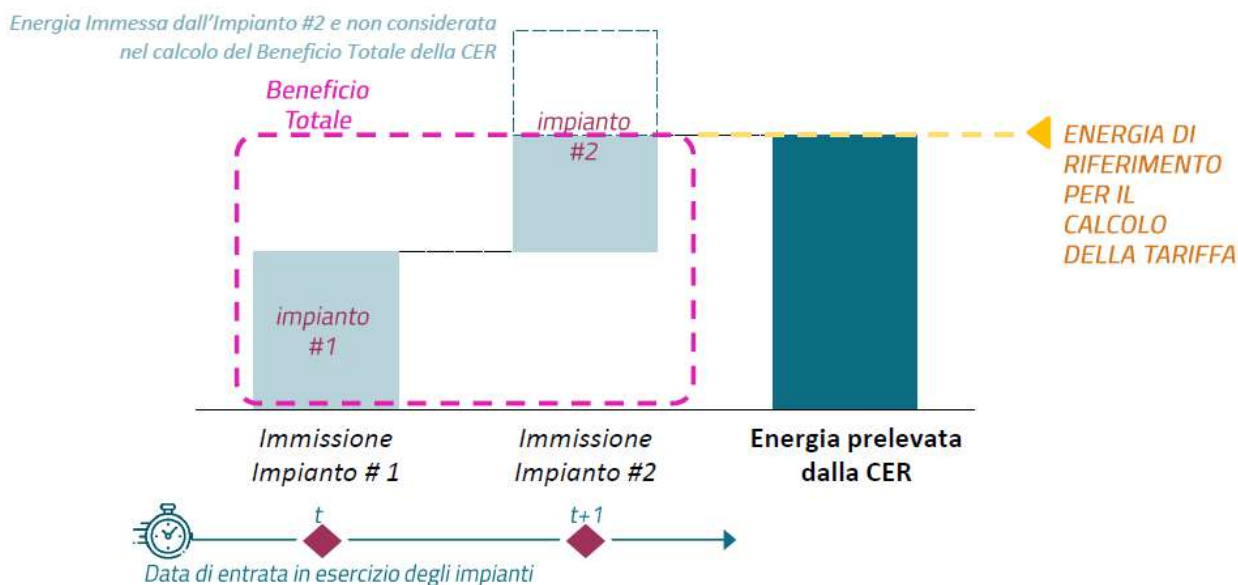 Energia Immessa dall'Impianto #2 e non considerata
nel calcolo del Beneficio Totale della CER
Beneficio
Totale
impianto
#2
ENERGIA DI
RIFERIMENTO
PER IL
CALCOLO
DELLA TARIFFA
impianto
#1
Immissione
Impianto # 1
Immissione
Impianto #2
Energia prelevata
dalla CER
t
t+1
Data di entrata in esercizio degli impianti